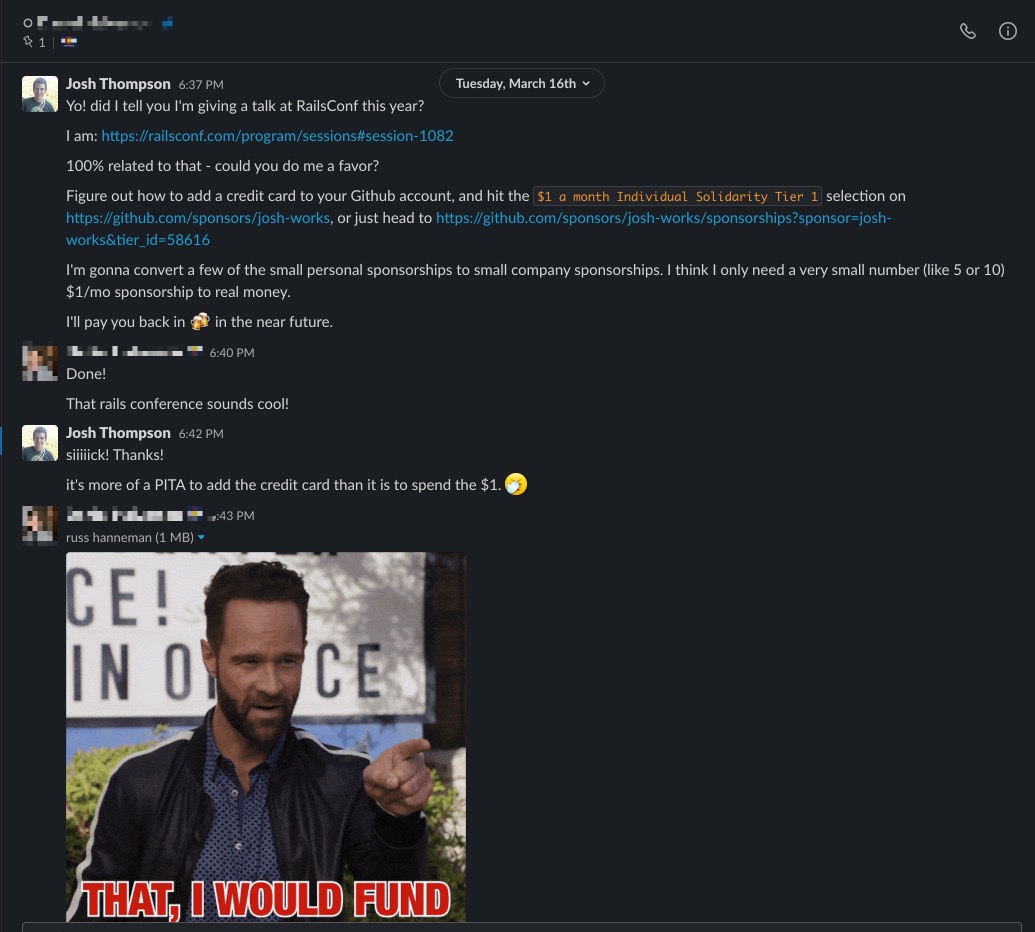 1
Tuesday, March 16th
Josh Thompson 6:37 PM
Yo! did I tell you I'm giving a talk at RailsConf this year?
I am: https://railsconf.com/program/sessions#session-1082
100% related to that - could you do me a favor?
Figure out how to add a credit card to your Github account, and hit the $1 a month Individual Solidarity Tier 1 selection on
https://github.com/sponsors/josh-works, or just head to https://github.com/sponsors/josh-works/sponsorships?sponsor=josh-
works&tier_id=58616
I'm gonna convert a few of the small personal sponsorships to small company sponsorships. I think I only need a very small number (like 5 or 10)
$1/mo sponsorship to real money.
I'll pay you back in 🍻 in the near future.
6:40 PM
Done!
That rails conference sounds cool!
Josh Thompson 6:42 PM
siiiiick! Thanks!
it's more of a PITA to add the credit card than it is to spend the $1.
:43 PM
russ hanneman (1 MB)
CE!
IN OFFICE
THAT, I WOULD FUND